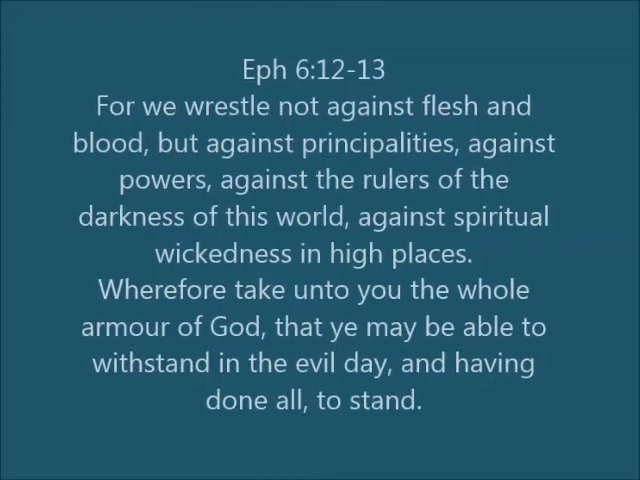 Eph 6:12-13
For we wrestle not against flesh and
blood, but against principalities, against
powers, against the rulers of the
darkness of this world, against spiritual
wickedness in high places.
Wherefore take unto you the whole
armour of God, that ye may be able to
withstand in the evil day, and having
done all, to stand.